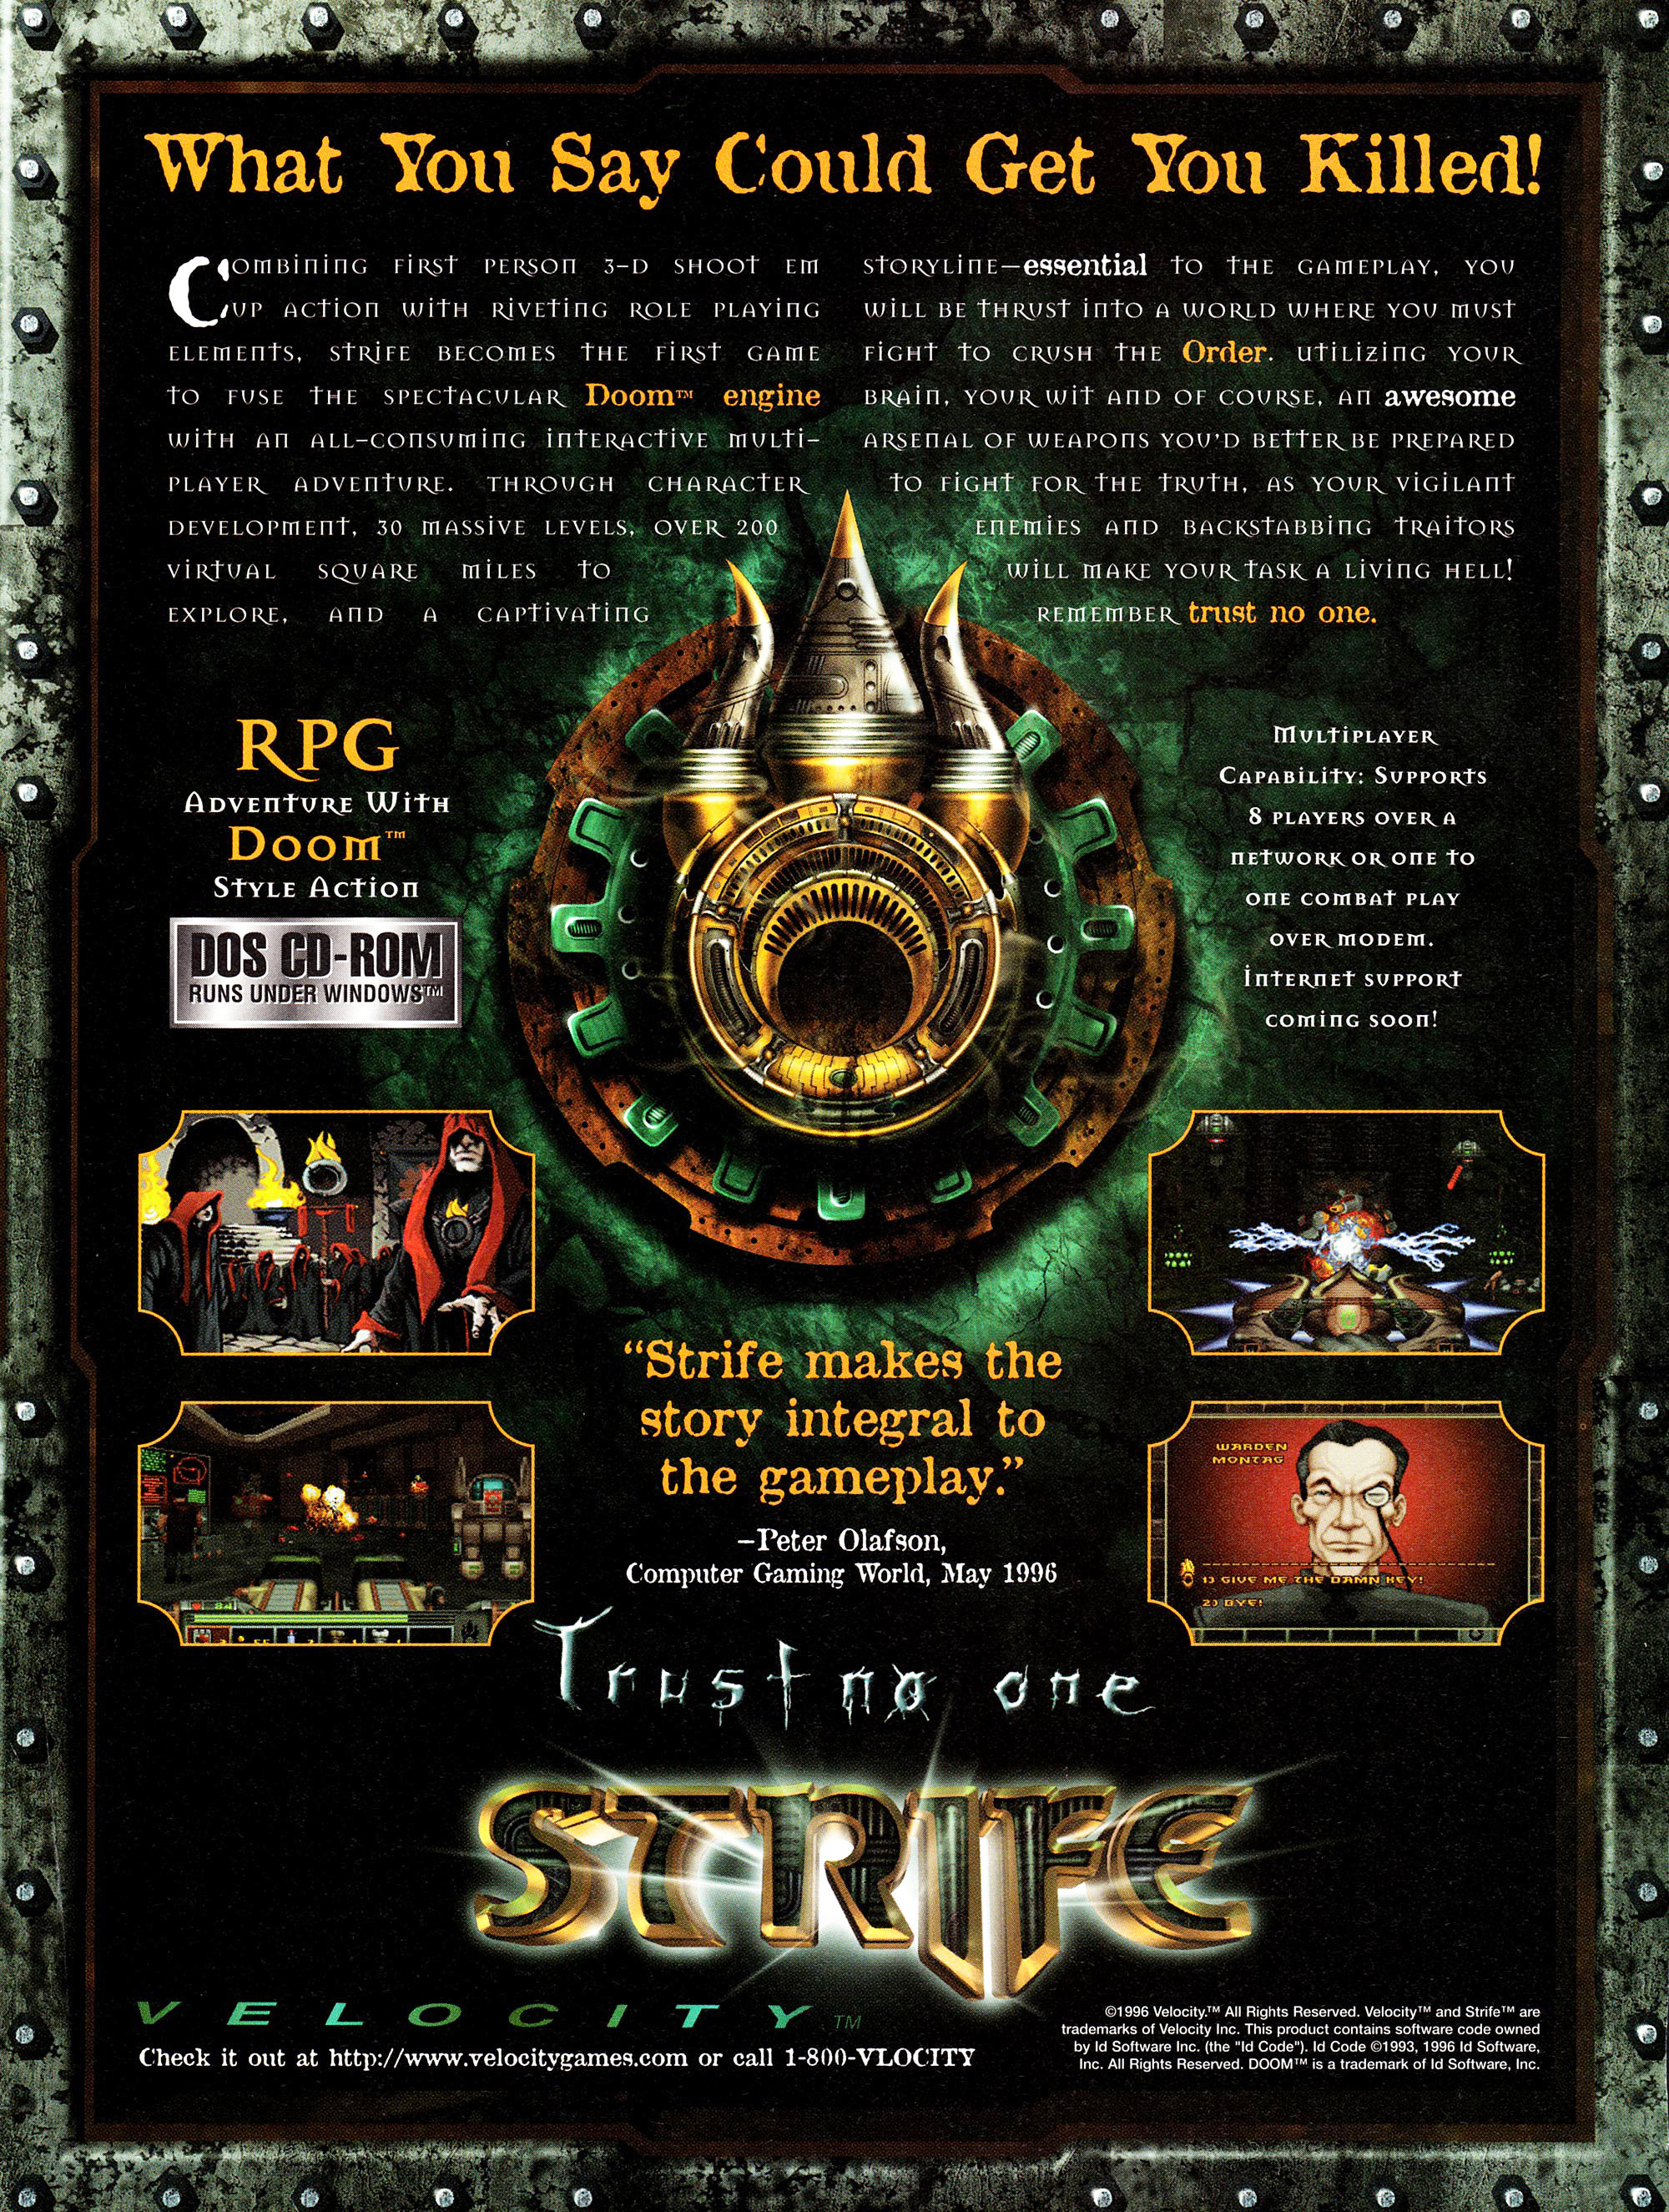 What You Say Could Get You Killed!
Combining first person 3-D shoot em
up action with riveting role playing
elements, Strife becomes the first game
to fuse the spectacular Doom™ engine
with an all-consuming interactive multi-
player adventure. Through character
development, 30 massive levels, over 200
virtual square miles to
explore, and a captivating
storyline—essential to the gameplay, you
will be thrust into a world where you must
fight to crush the Order. Utilizing your
brain, your wit and of course, an awesome
arsenal of weapons you'd better be prepared
to fight for the truth, as your vigilant
enemies and backstabbing traitors
will make your task a living hell!
Remember trust no one.
RPG
Adventure With
Doom™
Style Action
DOS CD-ROM
RUNS UNDER WINDOWS™
Multiplayer
Capability: Supports
8 players over a
network or one to
one combat play
over modem.
Internet support
coming soon!
"Strife makes the
story integral to
the gameplay."
–Peter Olafson,
Computer Gaming World, May 1996
WARDEN
MONTAG
1) GIVE ME THE DAMN KEY!
2) BYE!
Trust no one
STRIFE
VELOCITY™
Check it out at http://www.velocitygames.com or call 1-800-VLOCITY
©1996 Velocity.™ All Rights Reserved. Velocity™ and Strife™ are
trademarks of Velocity Inc. This product contains software code owned
by Id Software Inc. (the "Id Code"). Id Code ©1993, 1996 Id Software,
Inc. All Rights Reserved. DOOM™ is a trademark of Id Software, Inc.